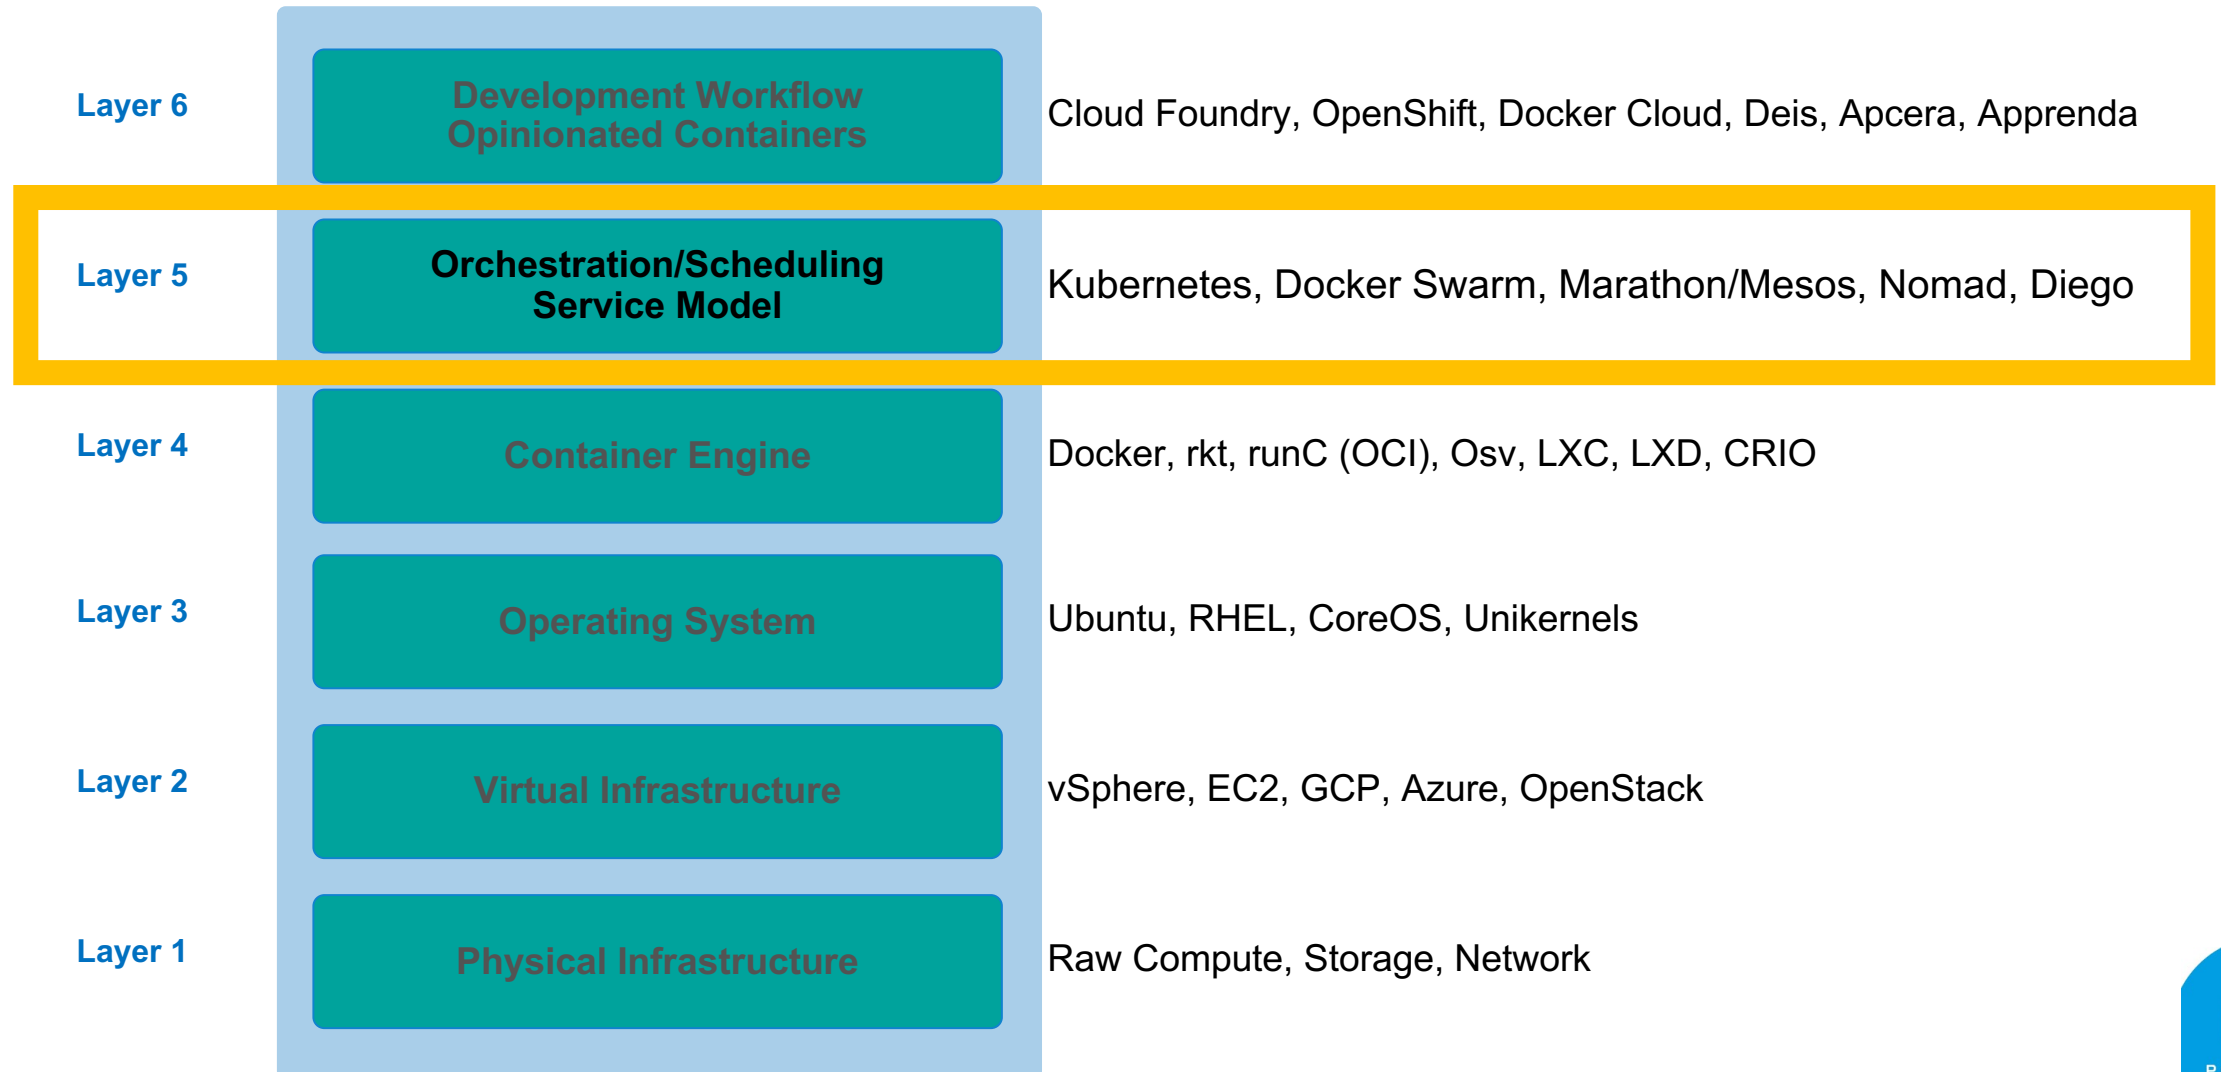 Layer 6
Development Workflow
Opinionated Containers
Cloud Foundry, OpenShift, Docker Cloud, Deis, Apcera, Apprenda
Layer 5
Orchestration/Scheduling
Service Model
Kubernetes, Docker Swarm, Marathon/Mesos, Nomad, Diego
Layer 4
Container Engine
Docker, rkt, runC (OCI), Osv, LXC, LXD, CRIO
Layer 3
Operating System
Ubuntu, RHEL, CoreOS, Unikernels
Layer 2
Virtual Infrastructure
vSphere, EC2, GCP, Azure, OpenStack
Layer 1
Physical Infrastructure
Raw Compute, Storage, Network